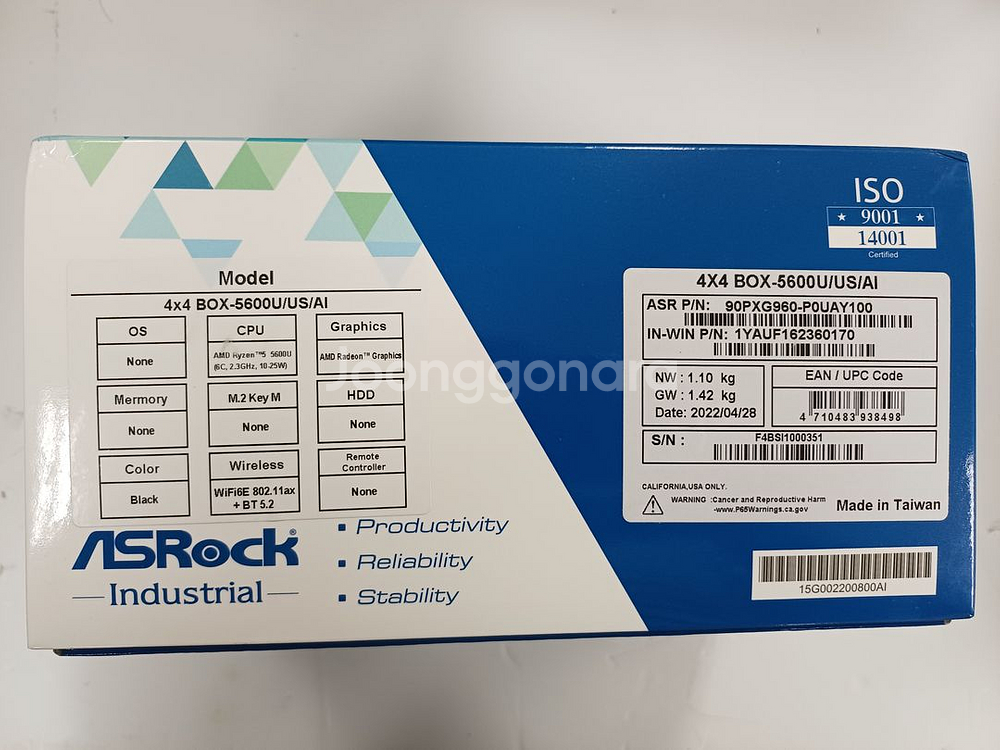 ISO
9001
14001
Certified
Model
4x4 BOX-5600U/US/AI
OS
None
CPU
AMD Ryzen™5 5600U
(6C, 2.3GHz, 10-25W)
Graphics
AMD Radeon™ Graphics
Mermory
None
M.2 Key M
None
HDD
None
Color
Black
Wireless
WiFi6E 802.11ax
+ BT 5.2
Remote
Controller
None
ASRock®
Industrial
▪ Productivity
▪ Reliability
▪ Stability
4X4 BOX-5600U/US/AI
ASR P/N: 90PXG960-P0UAY100
IN-WIN P/N: 1YAUF162360170
NW : 1.10 kg
GW : 1.42 kg
Date: 2022/04/28
EAN / UPC Code
4 710483 938498
S/N : F4BSI1000351
CALIFORNIA,USA ONLY.
WARNING :Cancer and Reproductive Harm
-www.P65Warnings.ca.gov
Made in Taiwan
15G002200800AI
Joonggonara